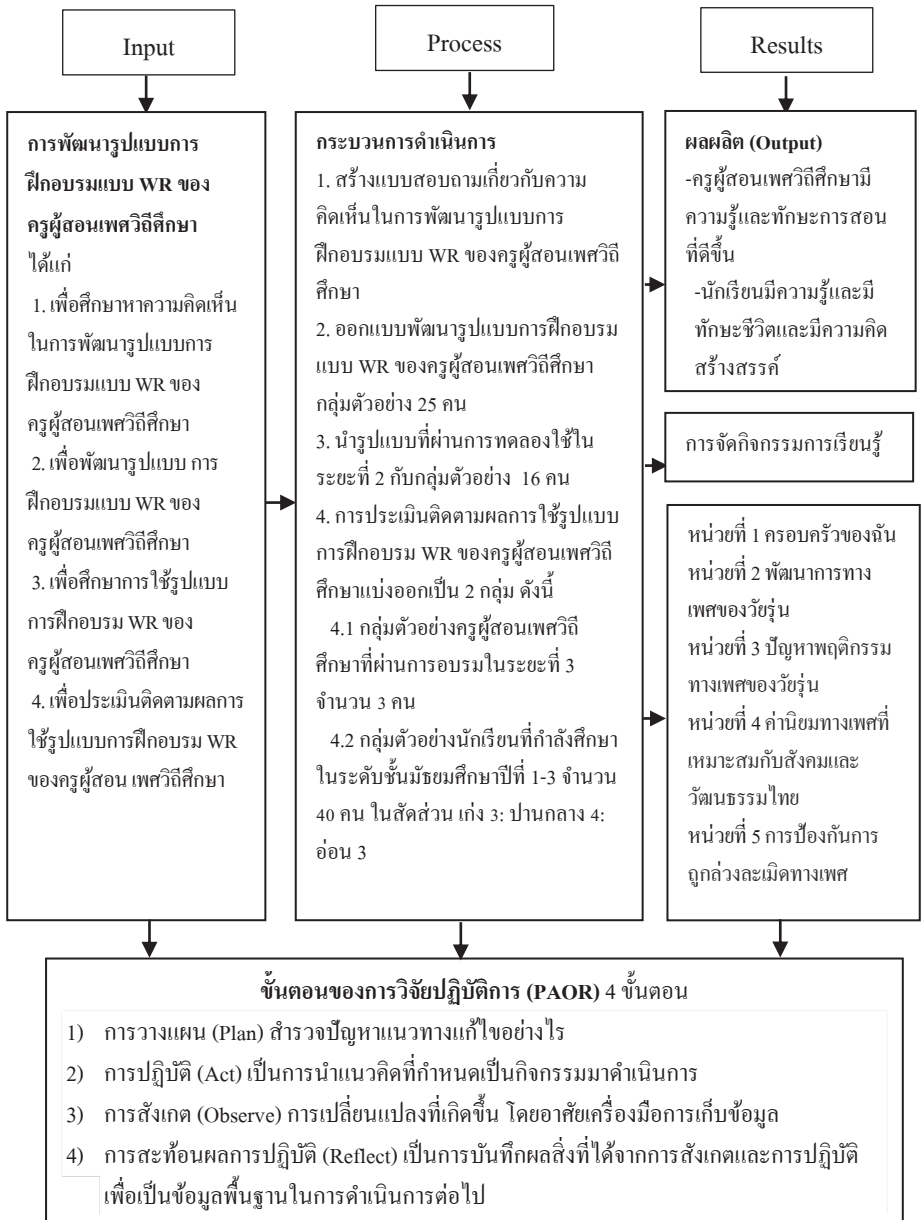 Input
Process
Results
การพัฒนารูปแบบการ
ฝึกอบรมแบบ WR ของ
ครูผู้สอนเพศวิถีศึกษา
ได้แก่
1. เพื่อศึกษาหาความคิดเห็น
ในการพัฒนารูปแบบการ
ฝึกอบรมแบบ WR ของ
ครูผู้สอนเพศวิถีศึกษา
2. เพื่อพัฒนารูปแบบ การ
ฝึกอบรมแบบ WR ของ
ครูผู้สอนเพศวิถีศึกษา
3. เพื่อศึกษาการใช้รูปแบบ
การฝึกอบรม WR ของ
ครูผู้สอนเพศวิถีศึกษา
4. เพื่อประเมินติดตามผลการ
ใช้รูปแบบการฝึกอบรม WR
ของครูผู้สอน เพศวิถีศึกษา
กระบวนการดำเนินการ
1. สร้างแบบสอบถามเกี่ยวกับความ
คิดเห็นในการพัฒนารูปแบบการ
ฝึกอบรมแบบ WR ของครูผู้สอนเพศวิถี
ศึกษา
2. ออกแบบพัฒนารูปแบบการฝึกอบรม
แบบ WR ของครูผู้สอนเพศวิถีศึกษา
กลุ่มตัวอย่าง 25 คน
3. นำรูปแบบที่ผ่านการทดลองใช้ใน
ระยะที่ 2 กับกลุ่มตัวอย่าง 16 คน
4. การประเมินติดตามผลการใช้รูปแบบ
การฝึกอบรม WR ของครูผู้สอนเพศวิถี
ศึกษาแบ่งออกเป็น 2 กลุ่ม ดังนี้
4.1 กลุ่มตัวอย่างครูผู้สอนเพศวิถี
ศึกษาที่ผ่านการอบรมในระยะที่ 3
จำนวน 3 คน
4.2 กลุ่มตัวอย่างนักเรียนที่กำลังศึกษา
ในระดับชั้นมัธยมศึกษาปีที่ 1-3 จำนวน
40 คน ในสัดส่วน เก่ง 3: ปานกลาง 4:
อ่อน 3
ผลผลิต (Output)
-ครูผู้สอนเพศวิถีศึกษามี
ความรู้และทักษะการสอน
ที่ดีขึ้น
-นักเรียนมีความรู้และมี
ทักษะชีวิตและมีความคิด
สร้างสรรค์
การจัดกิจกรรมการเรียนรู้
หน่วยที่ 1 ครอบครัวของฉัน
หน่วยที่ 2 พัฒนาการทาง
เพศของวัยรุ่น
หน่วยที่ 3 ปัญหาพฤติกรรม
ทางเพศของวัยรุ่น
หน่วยที่ 4 ค่านิยมทางเพศที่
เหมาะสมกับสังคมและ
วัฒนธรรมไทย
หน่วยที่ 5 การป้องกันการ
ถูกล่วงละเมิดทางเพศ
ขั้นตอนของการวิจัยปฏิบัติการ (PAOR) 4 ขั้นตอน
1) การวางแผน (Plan) สำรวจปัญหาแนวทางแก้ไขอย่างไร
2) การปฏิบัติ (Act) เป็นการนำแนวคิดที่กำหนดเป็นกิจกรรมมาดำเนินการ
3) การสังเกต (Observe) การเปลี่ยนแปลงที่เกิดขึ้น โดยอาศัยเครื่องมือการเก็บข้อมูล
4) การสะท้อนผลการปฏิบัติ (Reflect) เป็นการบันทึกผลสิ่งที่ได้จากการสังเกตและการปฏิบัติ
เพื่อเป็นข้อมูลพื้นฐานในการดำเนินการต่อไป